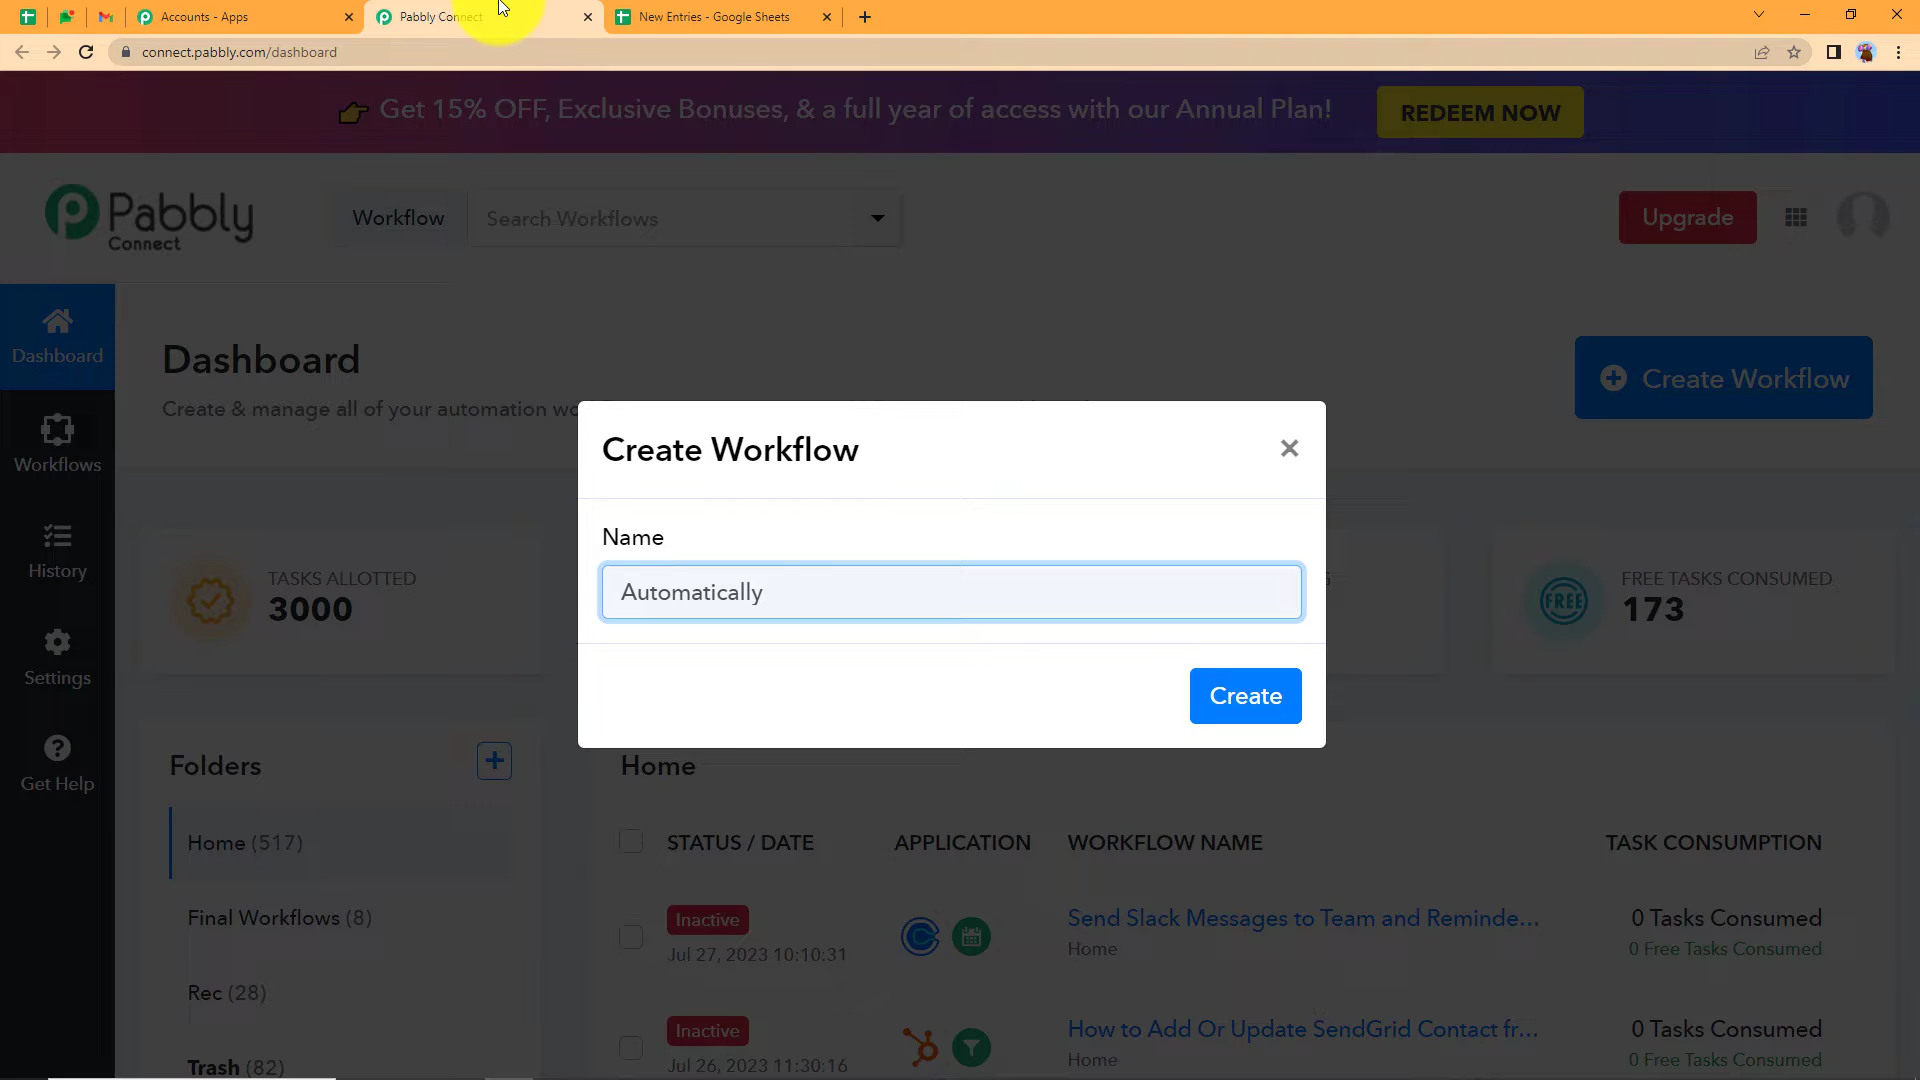 Accounts - Apps
Pabbly Connect
New Entries - Google Sheets
connect.pabbly.com/dashboard
Get 15% OFF, Exclusive Bonuses, & a full year of access with our Annual Plan!
REDEEM NOW
Pabbly
Connect
Workflow
Search Workflows
Upgrade
Dashboard
Workflows
History
Settings
Get Help
Dashboard
Create & manage all of your automation
Create Workflow
Create Workflow
Name
Automatically
Create
TASKS ALLOTTED
3000
FREE TASKS CONSUMED
173
FREE
Folders
Home (517)
Final Workflows (8)
Rec (28)
Trash (82)
Home
STATUS / DATE
APPLICATION
WORKFLOW NAME
TASK CONSUMPTION
Inactive
Jul 27, 2023 10:10:31
Send Slack Messages to Team and Reminde...
Home
0 Tasks Consumed
0 Free Tasks Consumed
Inactive
Jul 26, 2023 11:30:16
How to Add Or Update SendGrid Contact fr...
Home
0 Tasks Consumed
0 Free Tasks Consumed